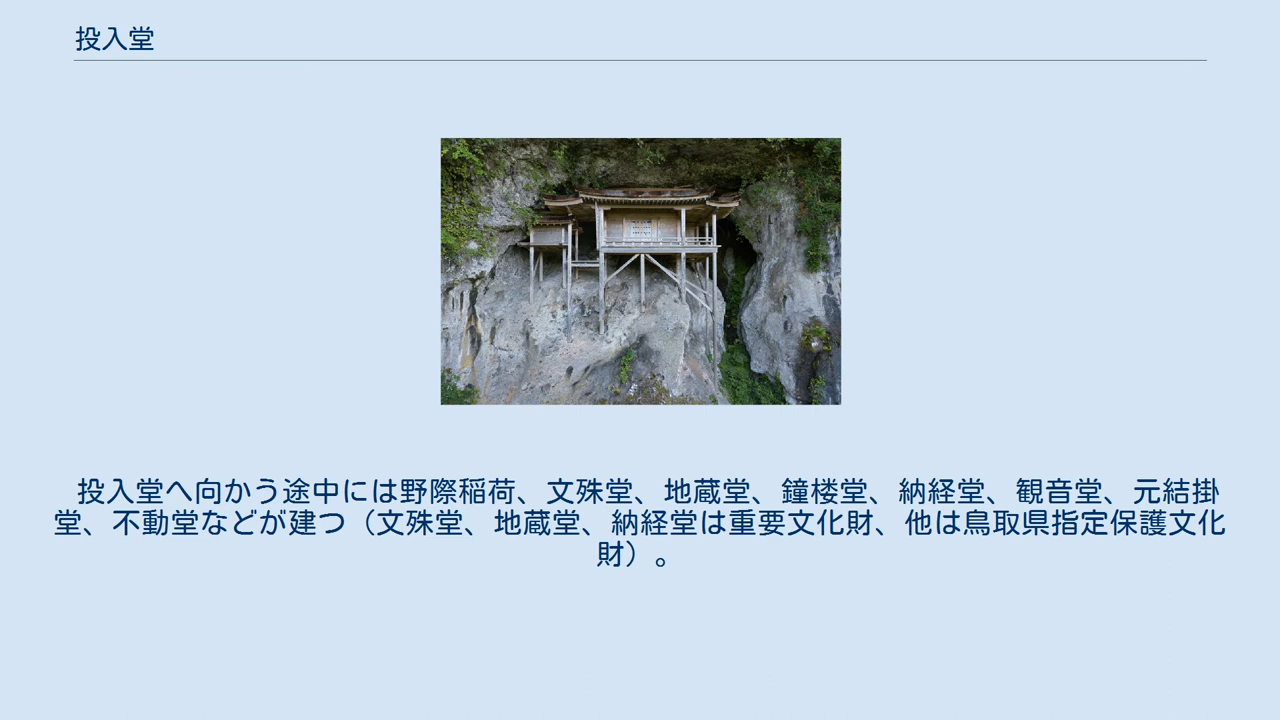 投入堂
投入堂へ向かう途中には野際稲荷、文殊堂、地蔵堂、鐘楼堂、納経堂、観音堂、元結掛
堂、不動堂などが建つ（文殊堂、地蔵堂、納経堂は重要文化財、他は鳥取県指定保護文化
財）。